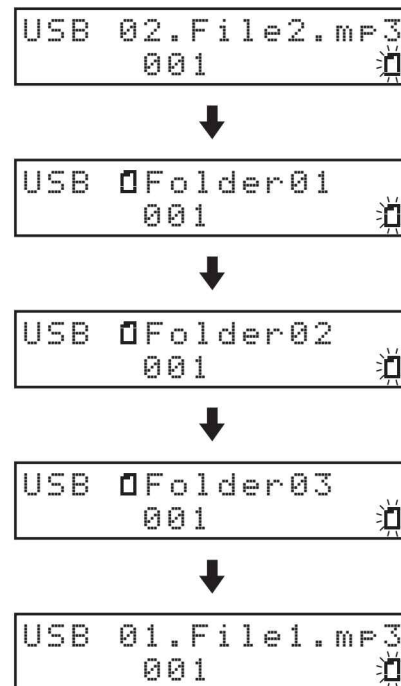 USB 02.File2.mp3
001
USB Folder01
001
USB Folder02
001
USB Folder03
001
USB 01.File1.mp3
001